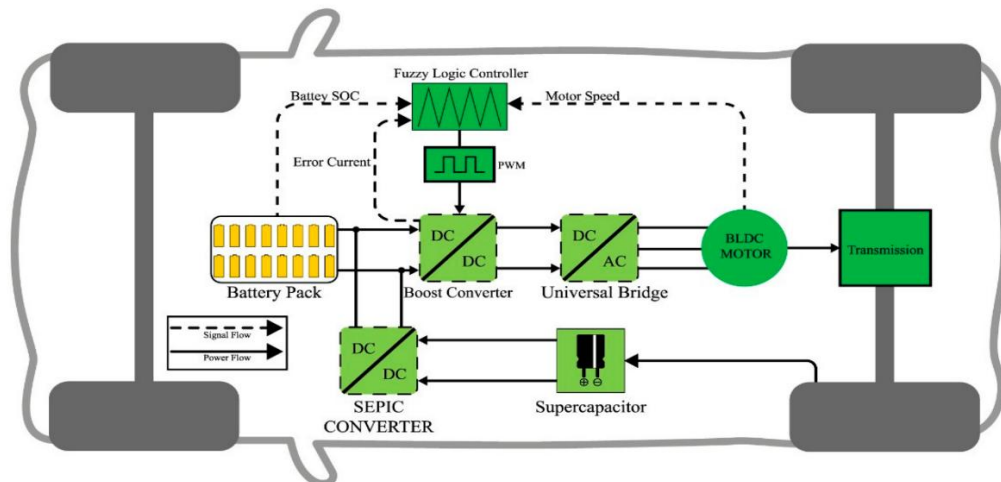 Fuzzy Logic Controller
Battey SOC
Motor Speed
Error Current
PWM
DC
DC
DC
AC
BLDC
MOTOR
Transmission
Battery Pack
Boost Converter
Universal Bridge
Signal Flow
Power Flow
DC
DC
SEPIC
CONVERTER
Supercapacitor